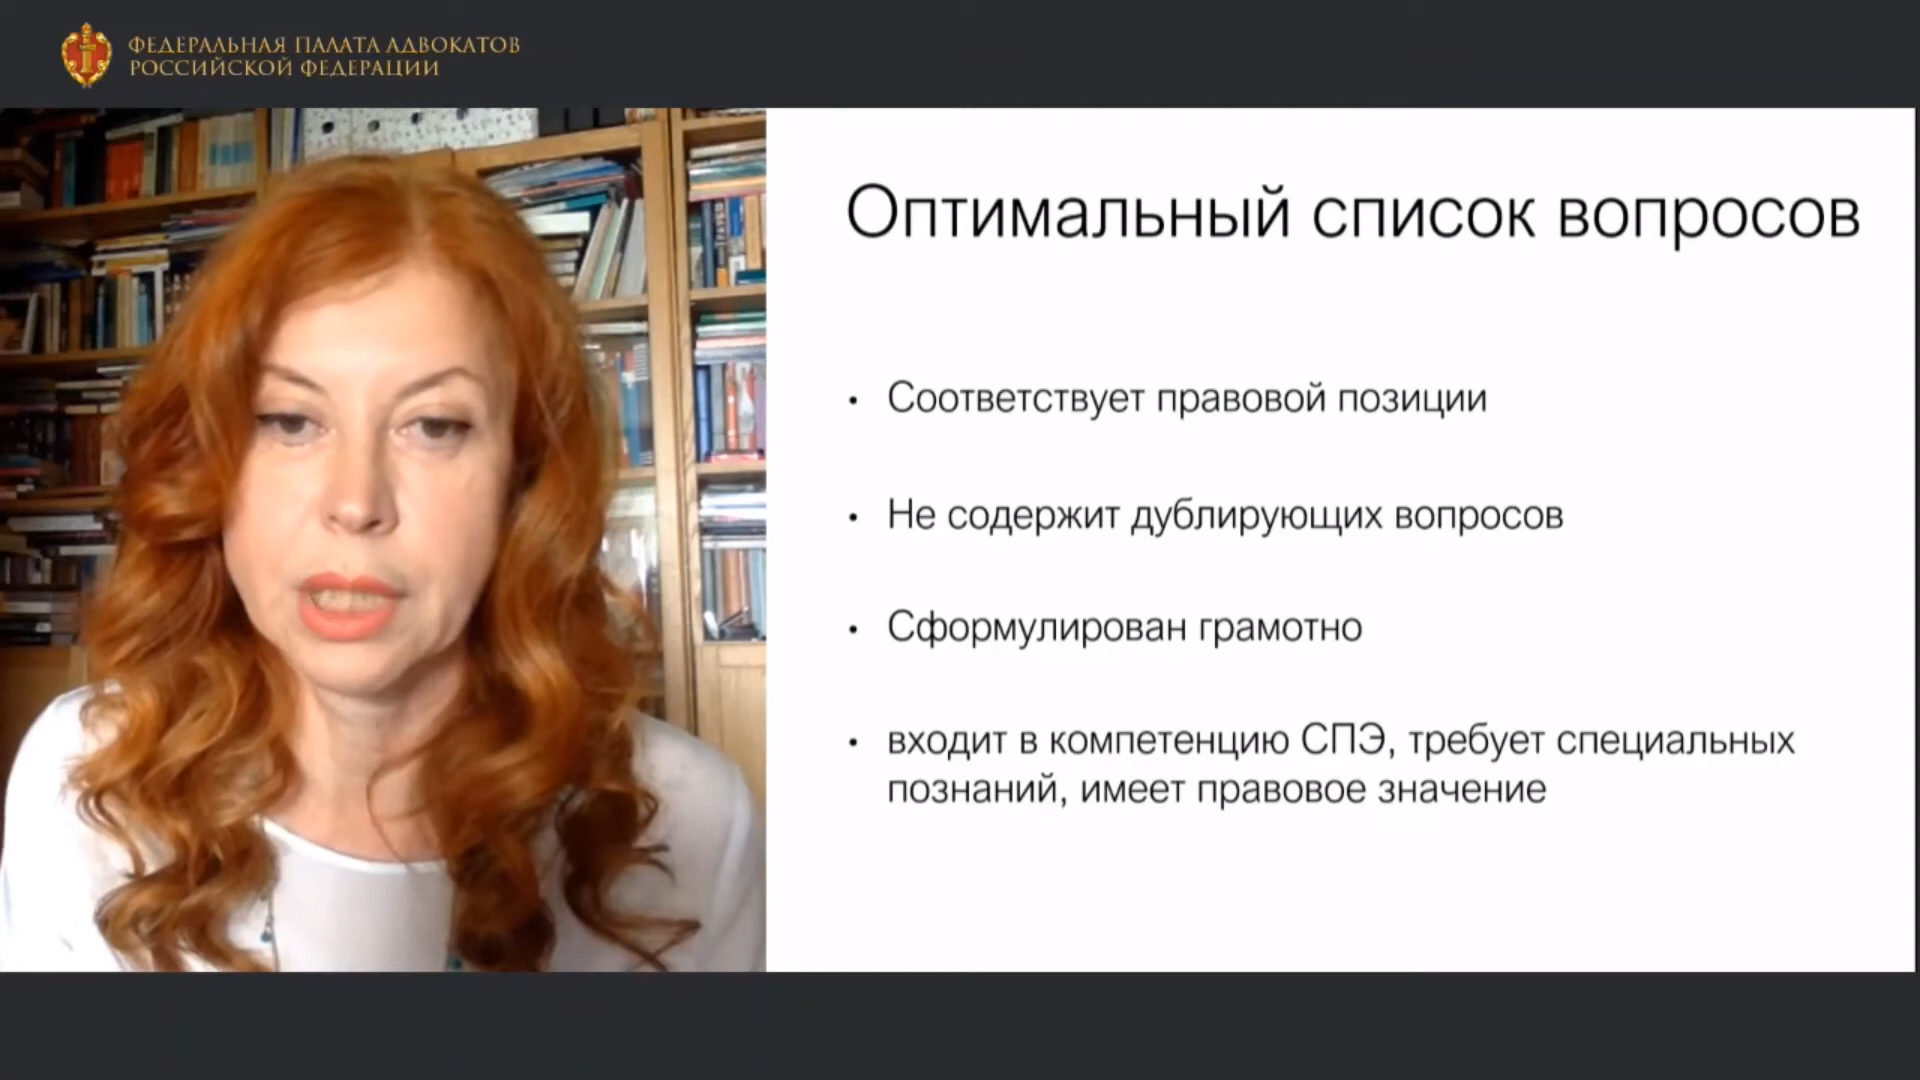 ФЕДЕРАЛЬНАЯ ПАЛАТА АДВОКАТОВ
РОССИЙСКОЙ ФЕДЕРАЦИИ
Оптимальный список вопросов
• Соответствует правовой позиции
• Не содержит дублирующих вопросов
• Сформулирован грамотно
• входит в компетенцию СПЭ, требует специальных
познаний, имеет правовое значение